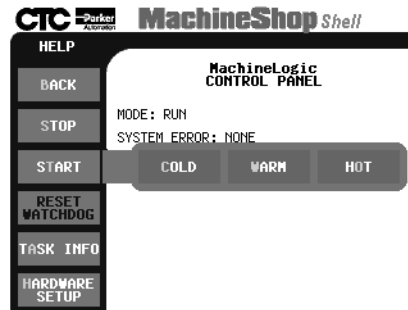 CTC Parker Automation MachineShop Shell
HELP
MachineLogic
CONTROL PANEL
BACK
MODE: RUN
STOP
SYSTEM ERROR: NONE
START
COLD WARM HOT
RESET
WATCHDOG
TASK INFO
HARDWARE
SETUP